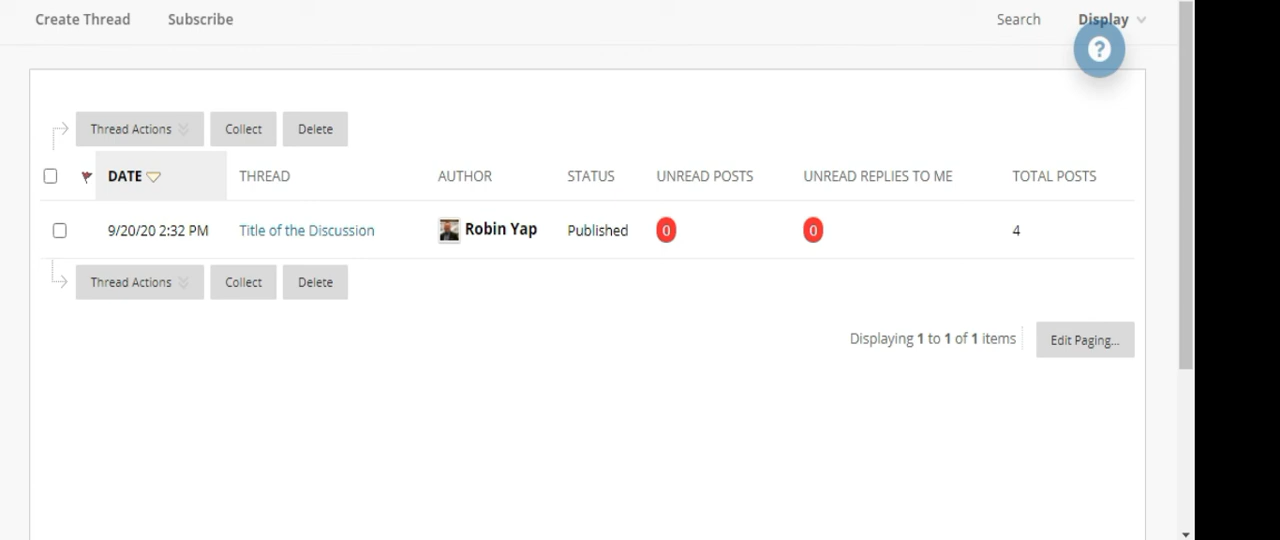 Create Thread Subscribe Search Display
?
Thread Actions Collect Delete
DATE THREAD AUTHOR STATUS UNREAD POSTS UNREAD REPLIES TO ME TOTAL POSTS
9/20/20 2:32 PM Title of the Discussion Robin Yap Published 0 0 4
Thread Actions Collect Delete
Displaying 1 to 1 of 1 items Edit Paging...